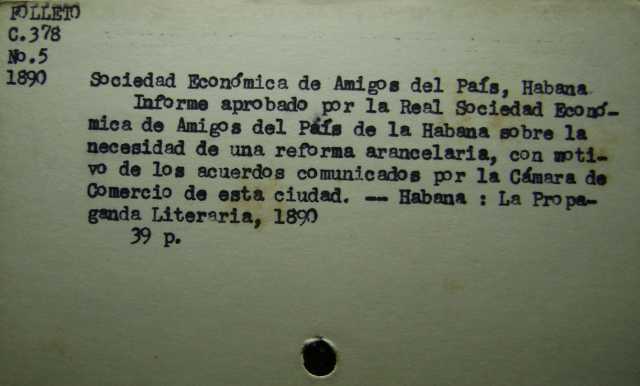 FOLLETO
C.378
No.5
1890
Sociedad Económica de Amigos del País, Habana
Informe aprobado por la Real Sociedad Econó-
mica de Amigos del País de la Habana sobre la
necesidad de una reforma arancelaria, con moti-
vo de los acuerdos comunicados por la Cámara de
Comercio de esta ciudad. -- Habana : La Propa-
ganda Literaria, 1890
39 p.